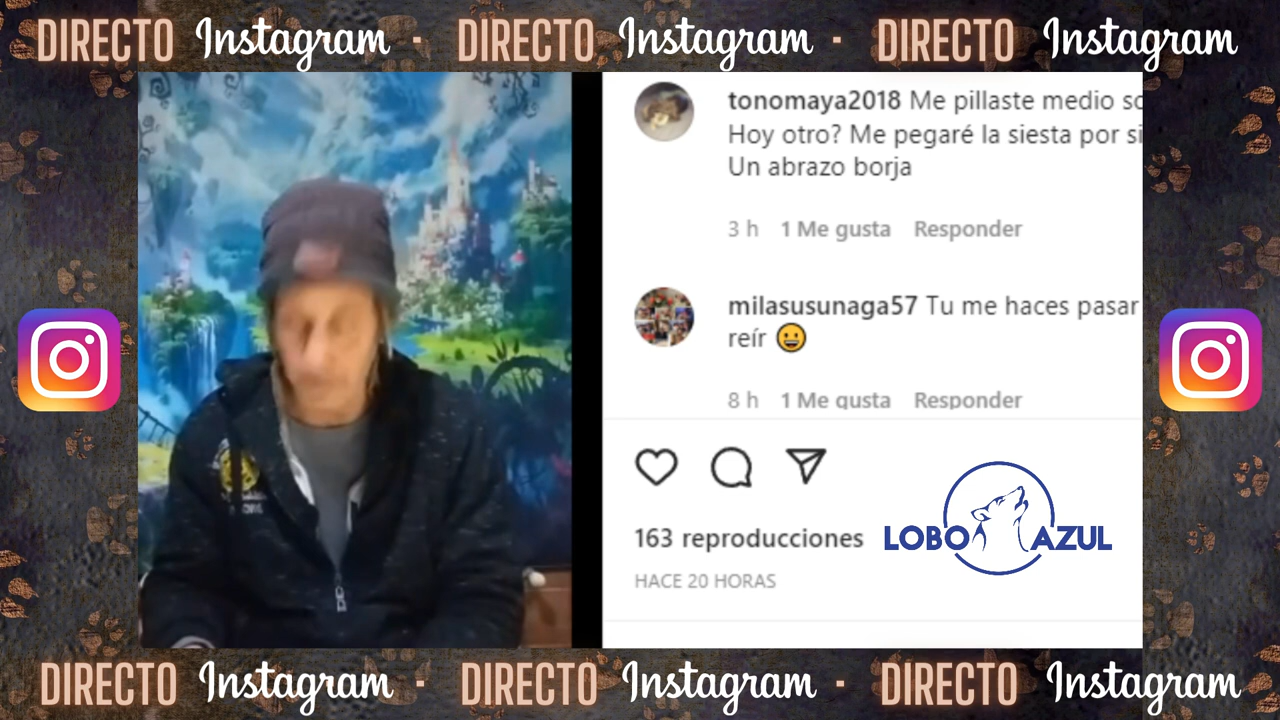 DIRECTO Instagram · DIRECTO Instagram · DIRECTO Instagram
tonomaya2018 Me pillaste medio
Hoy otro? Me pegaré la siesta por si
Un abrazo borja
3 h 1 Me gusta Responder
milasusunaga57 Tu me haces pasar
reír 😀
8 h 1 Me gusta Responder
163 reproducciones
HACE 20 HORAS
LOBO AZUL
DIRECTO Instagram · DIRECTO Instagram · DIRECTO Instagram